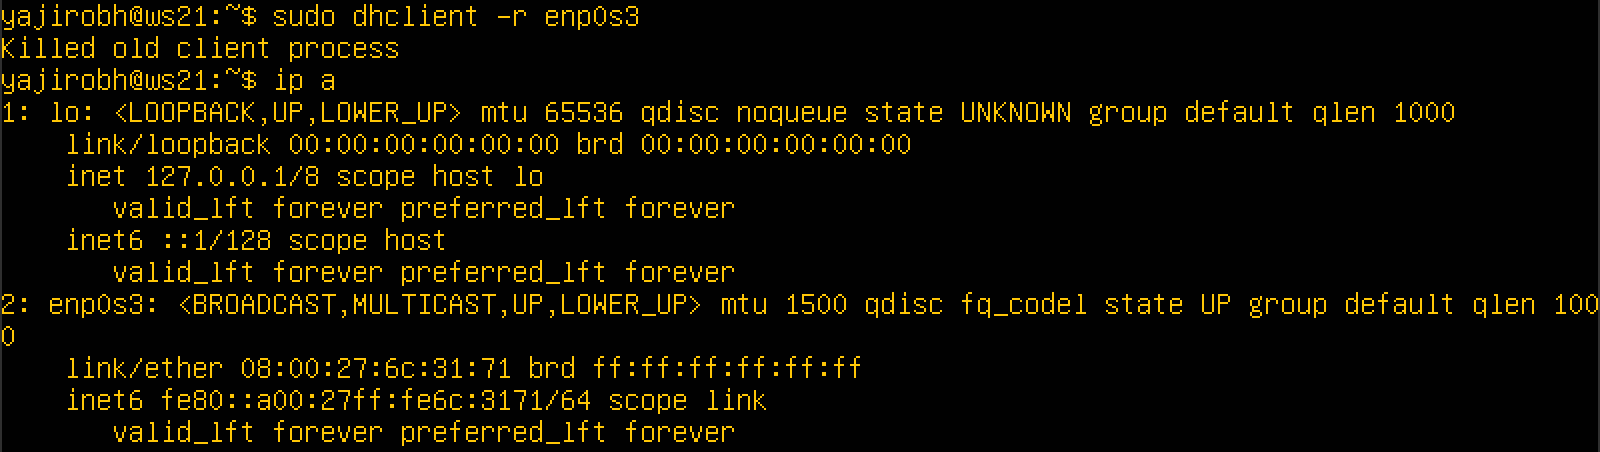 yajirobh@ws21:~$ sudo dhclient -r enp0s3
Killed old client process
yajirobh@ws21:~$ ip a
1: lo: <LOOPBACK,UP,LOWER_UP> mtu 65536 qdisc noqueue state UNKNOWN group default qlen 1000
    link/loopback 00:00:00:00:00:00 brd 00:00:00:00:00:00
    inet 127.0.0.1/8 scope host lo
       valid_lft forever preferred_lft forever
    inet6 ::1/128 scope host
       valid_lft forever preferred_lft forever
2: enp0s3: <BROADCAST,MULTICAST,UP,LOWER_UP> mtu 1500 qdisc fq_codel state UP group default qlen 100
0
    link/ether 08:00:27:6c:31:71 brd ff:ff:ff:ff:ff:ff
    inet6 fe80::a00:27ff:fe6c:3171/64 scope link
       valid_lft forever preferred_lft forever